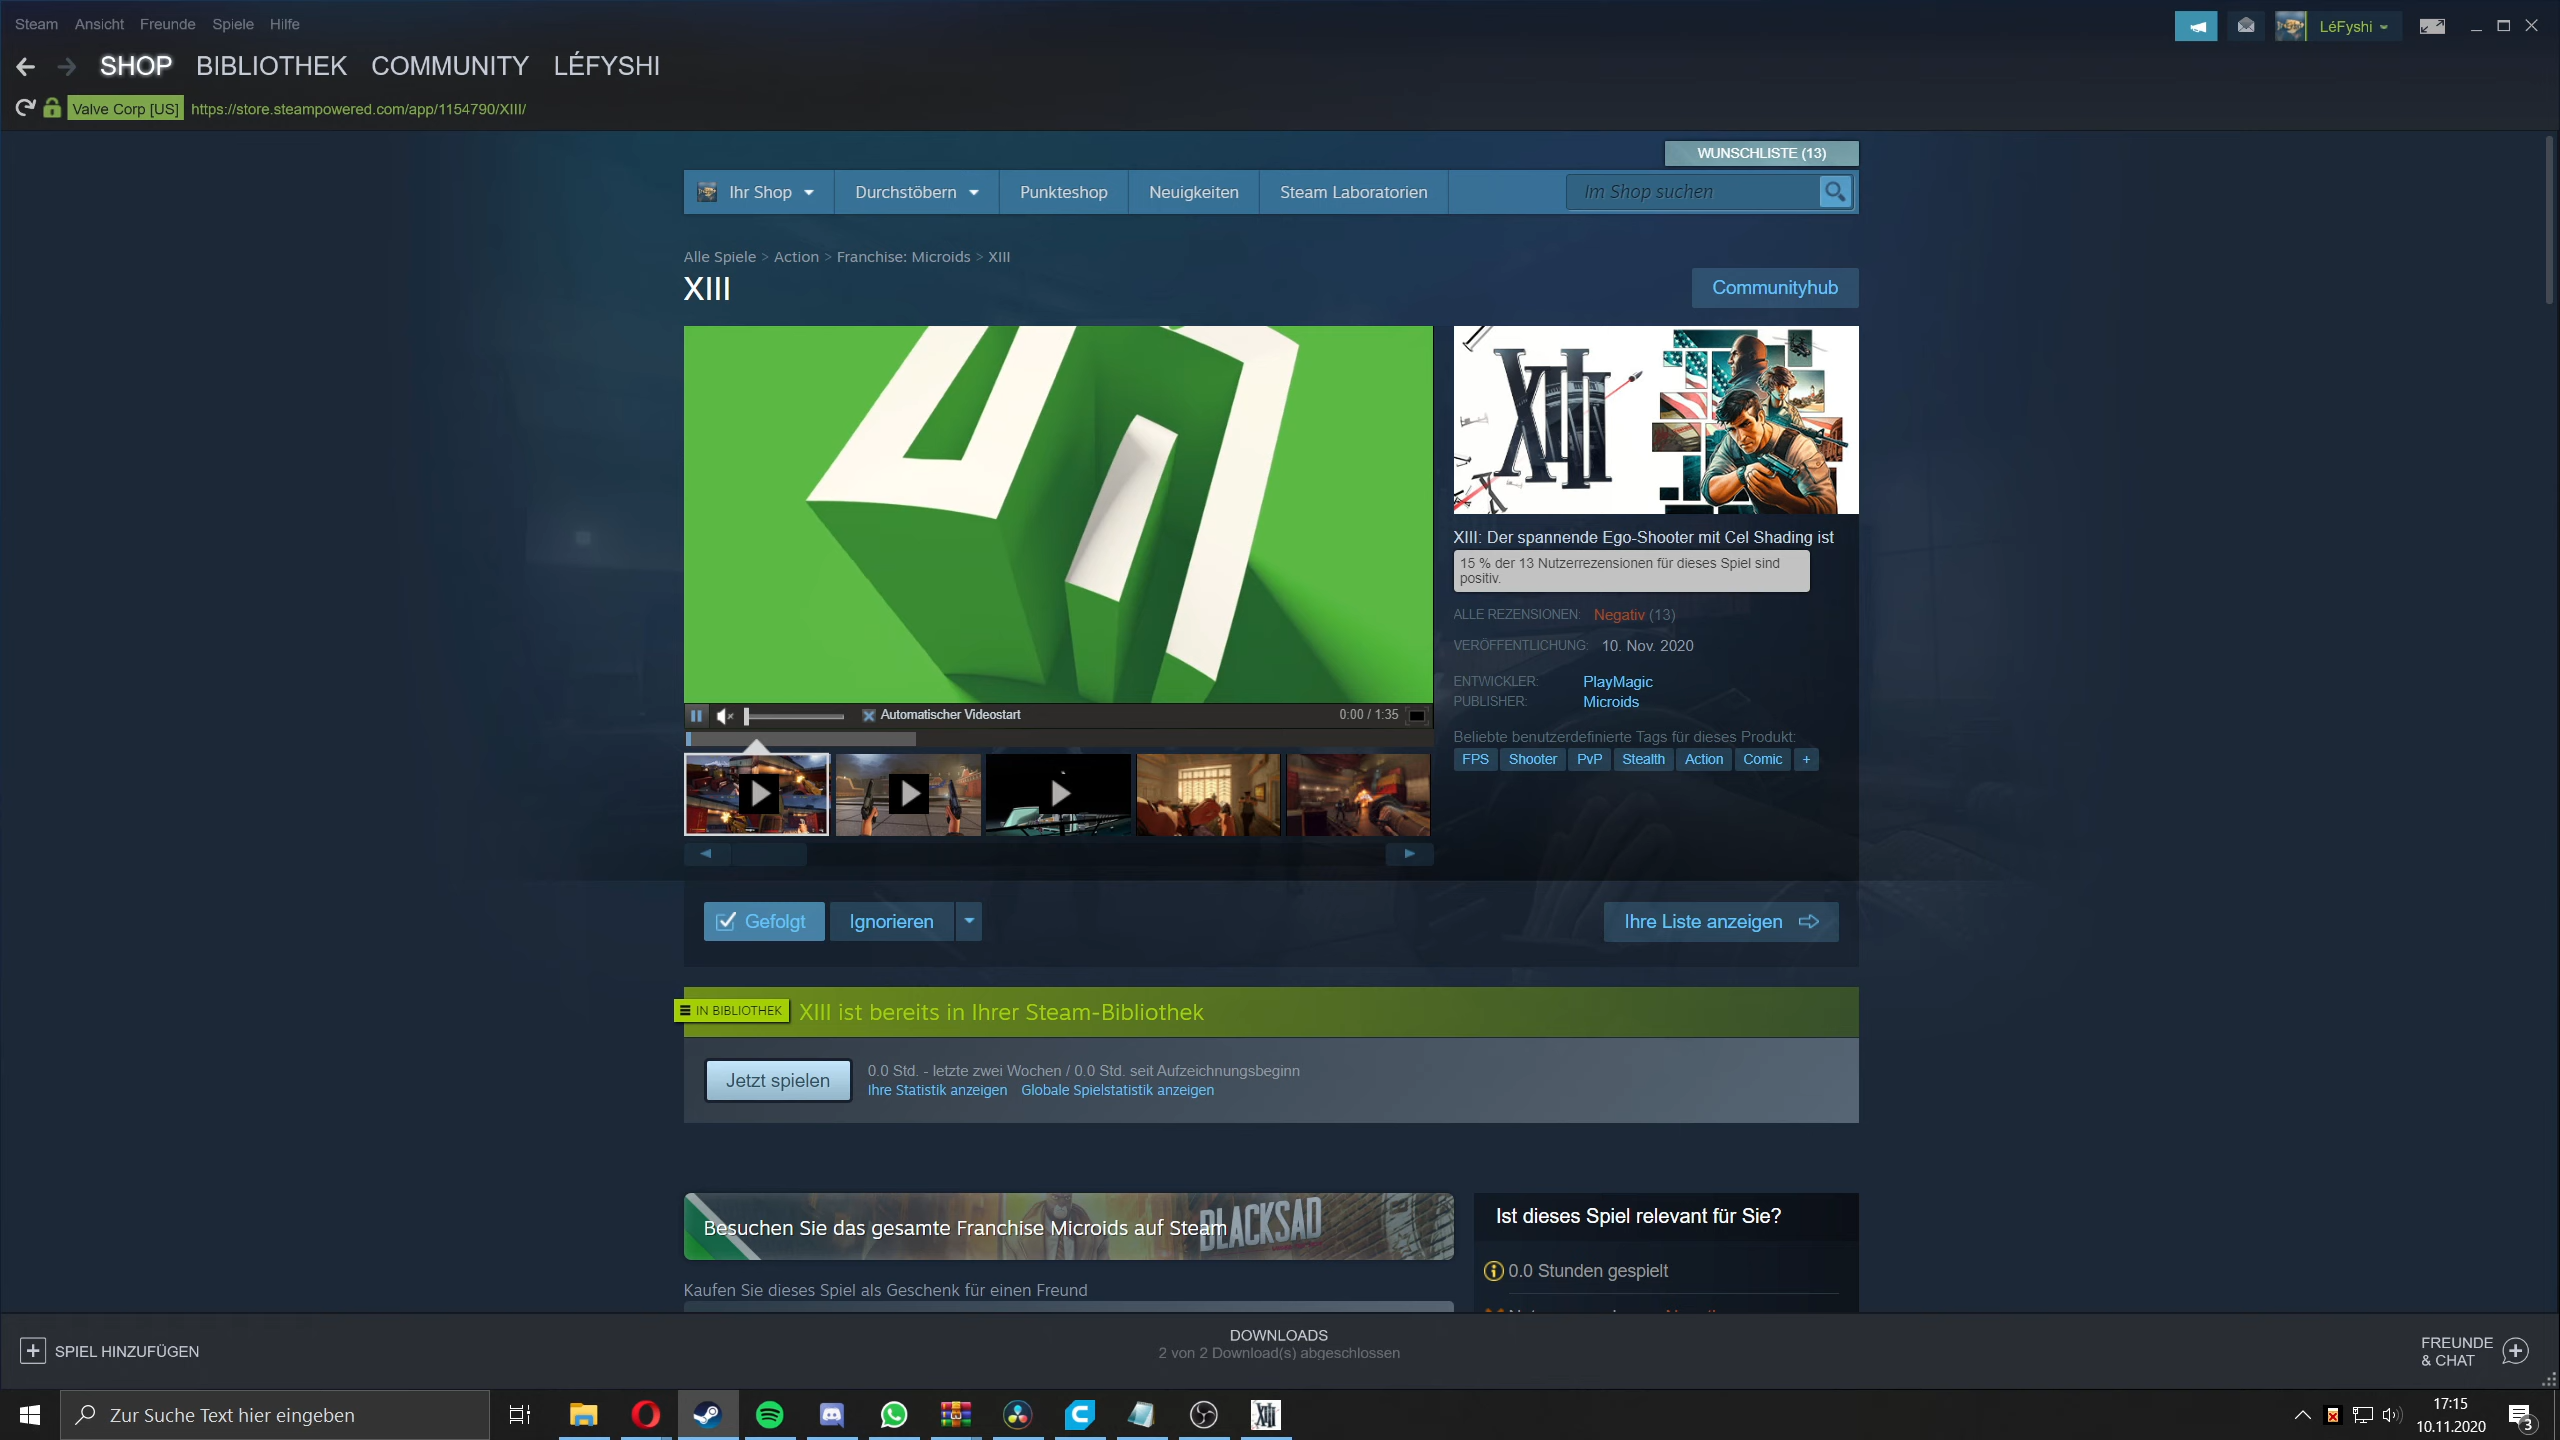 Steam Ansicht Freunde Spiele Hilfe
LéFyshi
SHOP BIBLIOTHEK COMMUNITY LÉFYSHI
Valve Corp [US] https://store.steampowered.com/app/1154790/XIII/
WUNSCHLISTE (13)
Ihr Shop Durchstöbern Punkteshop Neuigkeiten Steam Laboratorien Im Shop suchen
Alle Spiele > Action > Franchise: Microids > XIII
XIII
Communityhub
XIII
XIII: Der spannende Ego-Shooter mit Cel Shading ist
15 % der 13 Nutzerrezensionen für dieses Spiel sind
positiv.
ALLE REZENSIONEN: Negativ (13)
VERÖFFENTLICHUNG: 10. Nov. 2020
ENTWICKLER: PlayMagic
PUBLISHER: Microids
Beliebte benutzerdefinierte Tags für dieses Produkt:
FPS Shooter PvP Stealth Action Comic +
Automatischer Videostart 0:00 / 1:35
Gefolgt Ignorieren Ihre Liste anzeigen
IN BIBLIOTHEK XIII ist bereits in Ihrer Steam-Bibliothek
Jetzt spielen
0.0 Std. - letzte zwei Wochen / 0.0 Std. seit Aufzeichnungsbeginn
Ihre Statistik anzeigen Globale Spielstatistik anzeigen
Besuchen Sie das gesamte Franchise Microids auf Steam
BLACKSAD
Kaufen Sie dieses Spiel als Geschenk für einen Freund
Ist dieses Spiel relevant für Sie?
0.0 Stunden gespielt
SPIEL HINZUFÜGEN
DOWNLOADS
2 von 2 Download(s) abgeschlossen
FREUNDE
& CHAT
Zur Suche Text hier eingeben
XIII
17:15
10.11.2020
3